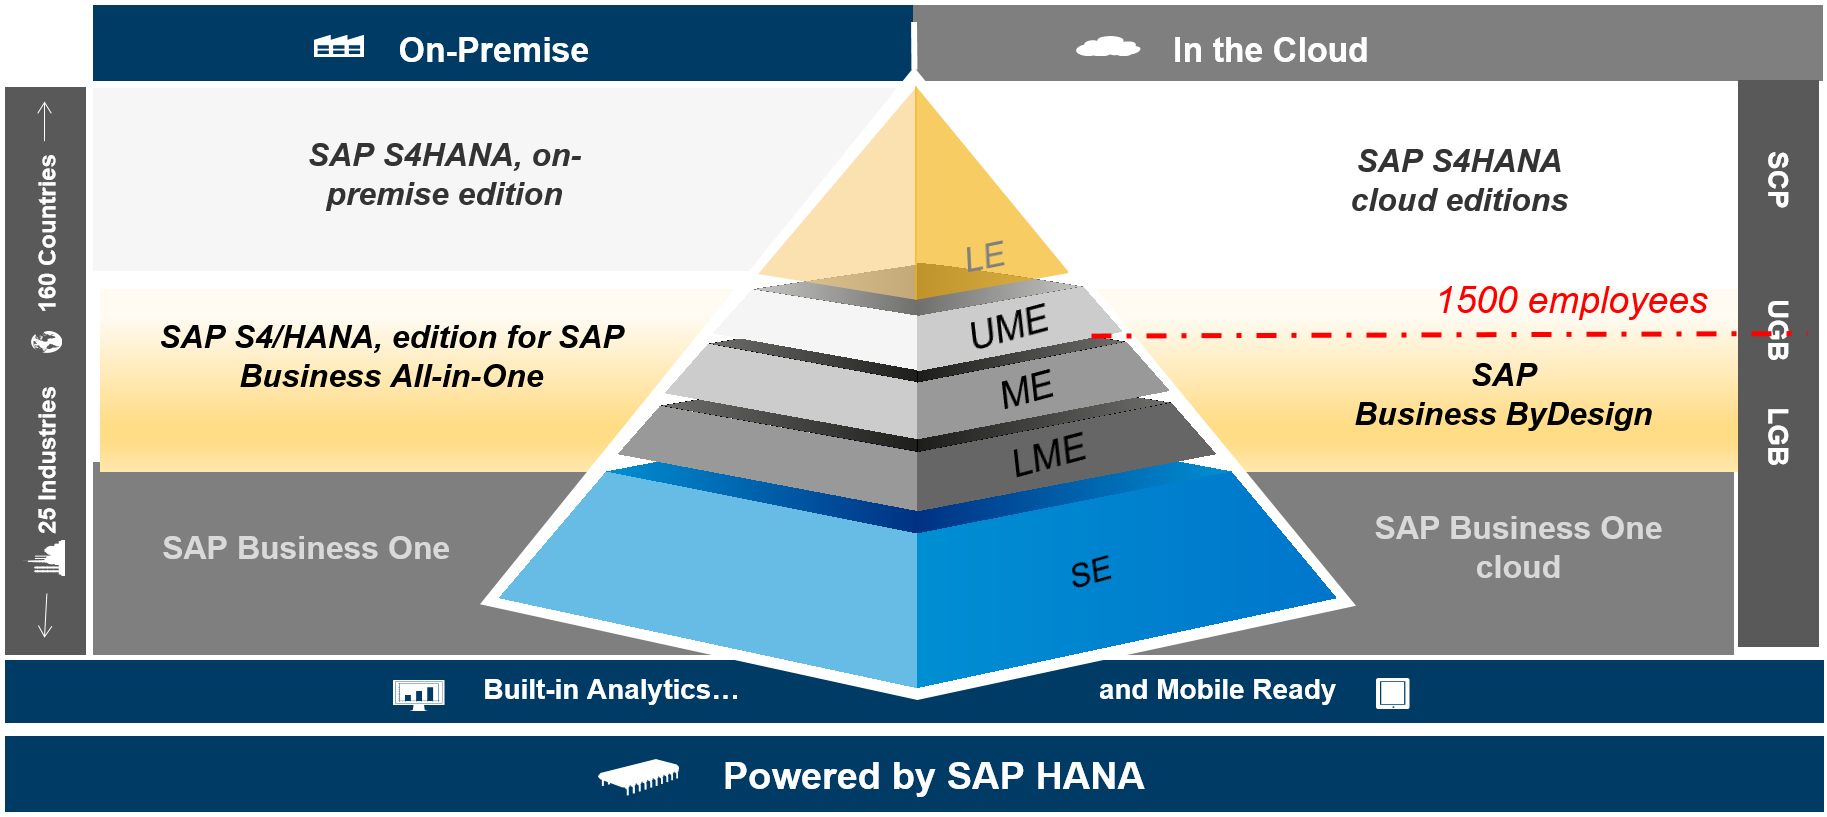 On-Premise
In the Cloud
160 Countries
25 Industries
SAP S4HANA, on-
premise edition
SAP S4HANA
cloud editions
SCP
LE
1500 employees
UGB
UME
SAP S4/HANA, edition for SAP
Business All-in-One
ME
SAP
Business ByDesign
LGB
LME
SAP Business One
SE
SAP Business One
cloud
Built-in Analytics...
and Mobile Ready
Powered by SAP HANA